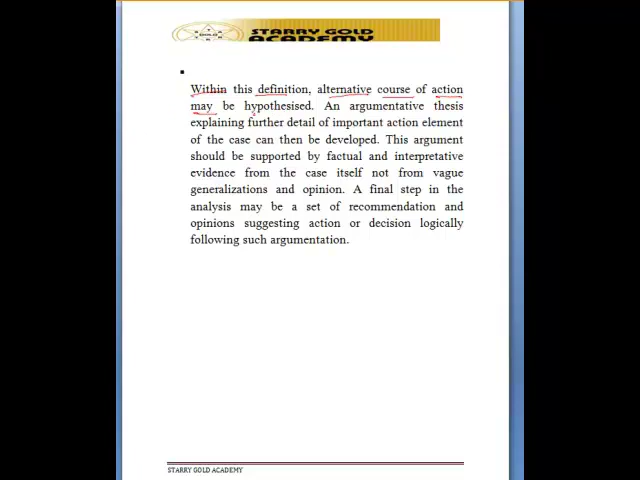 STARRY GOLD
ACADEMY
Within this definition, alternative course of action
may be hypothesised. An argumentative thesis
explaining further detail of important action element
of the case can then be developed. This argument
should be supported by factual and interpretative
evidence from the case itself not from vague
generalizations and opinion. A final step in the
analysis may be a set of recommendation and
opinions suggesting action or decision logically
following such argumentation.
STARRY GOLD ACADEMY